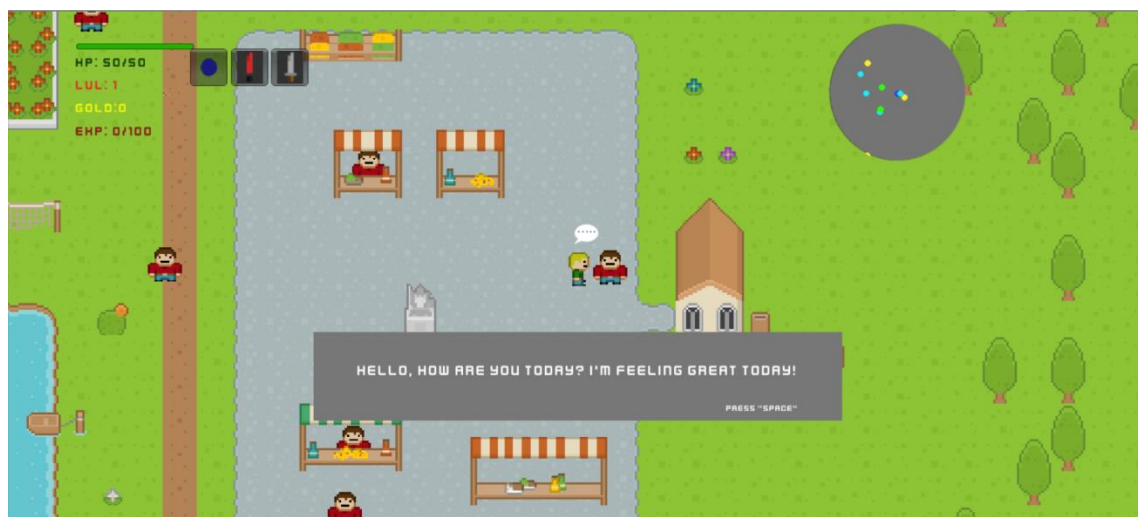 HP: 50/50
LVL: 1
GOLD:0
EXP: 0/100
HELLO, HOW ARE YOU TODAY? I'M FEELING GREAT TODAY!
PRESS "SPACE"